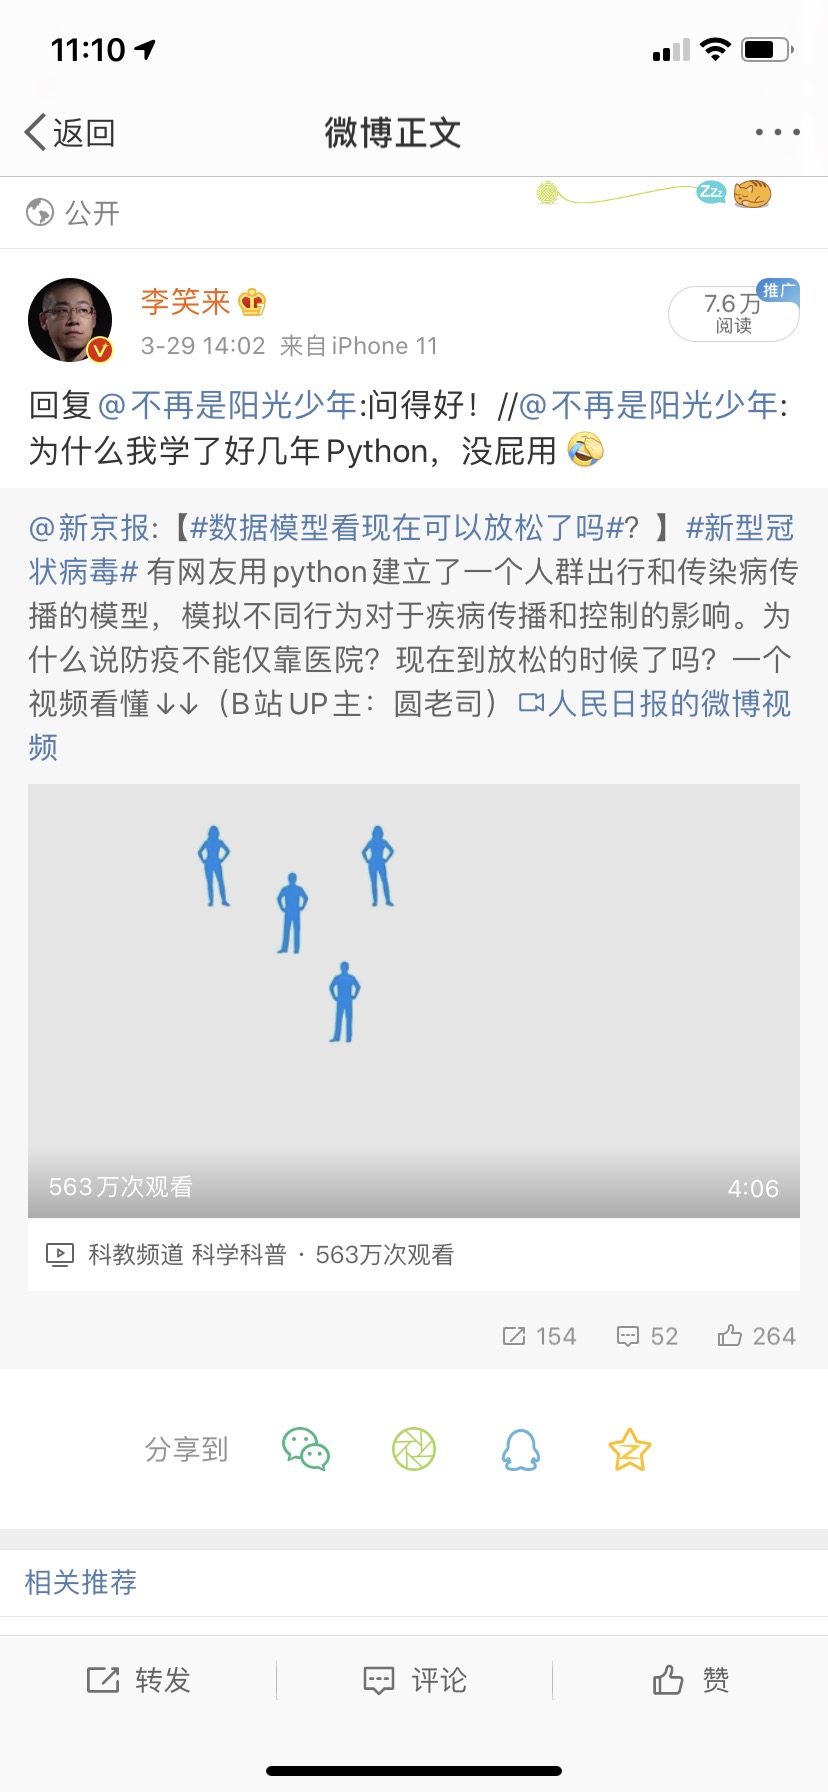 11:10
返回
微博正文
公开
Zzz
李笑来
3-29 14:02 来自 iPhone 11
推广
7.6万
阅读
回复@不再是阳光少年:问得好！//@不再是阳光少年:
为什么我学了好几年Python，没屁用
@新京报:【#数据模型看现在可以放松了吗#？】#新型冠
状病毒# 有网友用python建立了一个人群出行和传染病传
播的模型，模拟不同行为对于疾病传播和控制的影响。为
什么说防疫不能仅靠医院？现在到放松的时候了吗？一个
视频看懂↓↓（B站UP主：圆老司）人民日报的微博视
频
563万次观看
4:06
科教频道 科学科普 · 563万次观看
154
52
264
分享到
相关推荐
转发
评论
赞